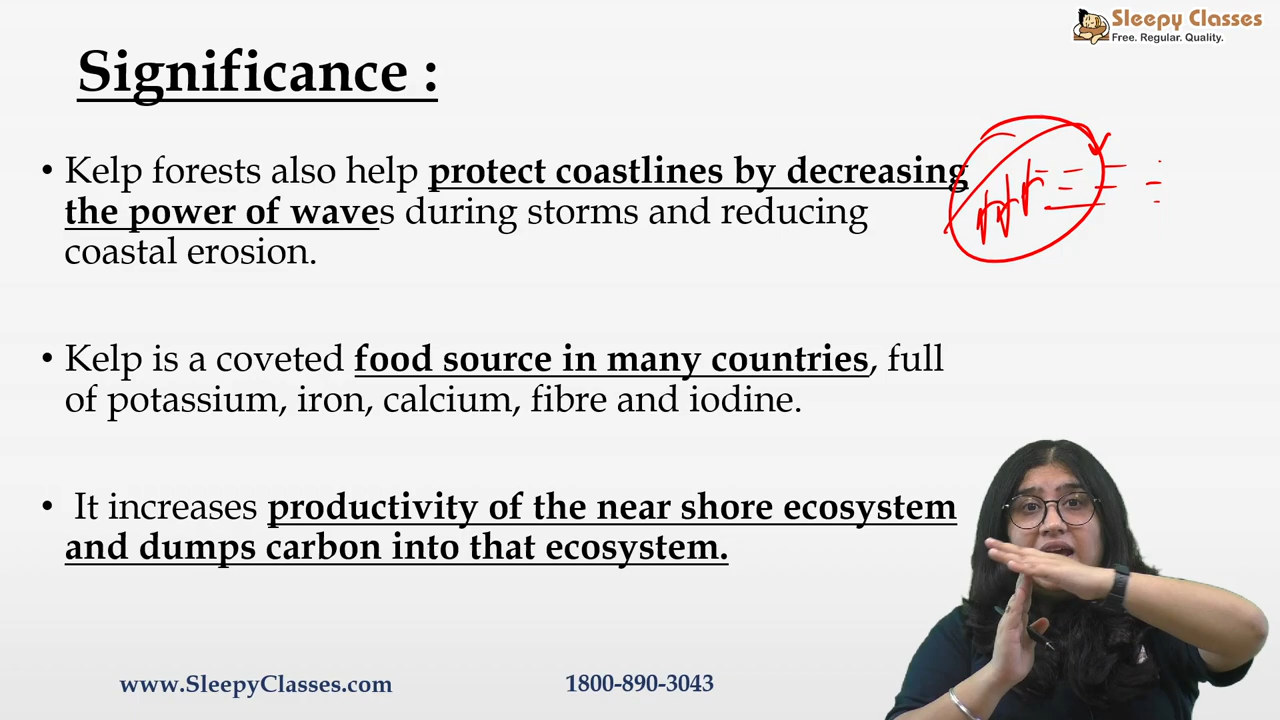 Sleepy Classes
Free. Regular. Quality.
Significance :
• Kelp forests also help protect coastlines by decreasing
the power of waves during storms and reducing
coastal erosion.
• Kelp is a coveted food source in many countries, full
of potassium, iron, calcium, fibre and iodine.
• It increases productivity of the near shore ecosystem
and dumps carbon into that ecosystem.
www.SleepyClasses.com
1800-890-3043